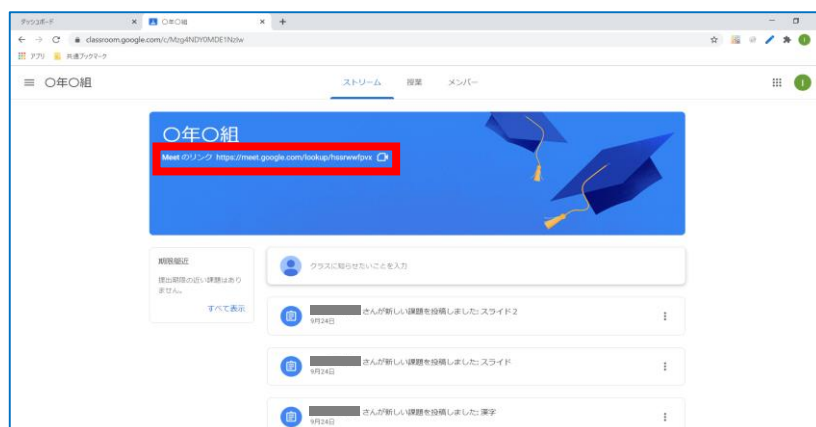 ダッシュボード
〇年〇組
classroom.google.com/c/Mzg4NDY0MDE1NzIw
アプリ 共通ブックマーク
〇年〇組
ストリーム 授業 メンバー
I
〇年〇組
Meet のリンク https://meet.google.com/lookup/hssrwwfpvx
期限間近
提出期限の近い課題はあり
ません。
すべて表示
クラスに知らせたいことを入力
さんが新しい課題を投稿しました: スライド 2
9月24日
さんが新しい課題を投稿しました: スライド
9月24日
さんが新しい課題を投稿しました: 漢字
9月24日